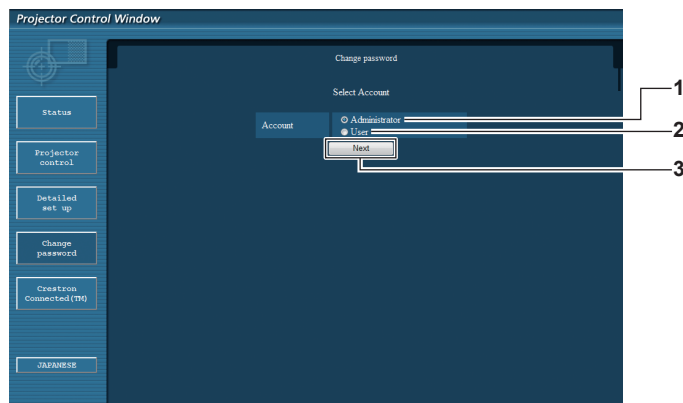 Projector Control Window
Change password
Select Account
Account
Administrator
User
Next
Status
Projector
control
Detailed
set up
Change
password
Crestron
Connected(TM)
JAPANESE
1
2
3